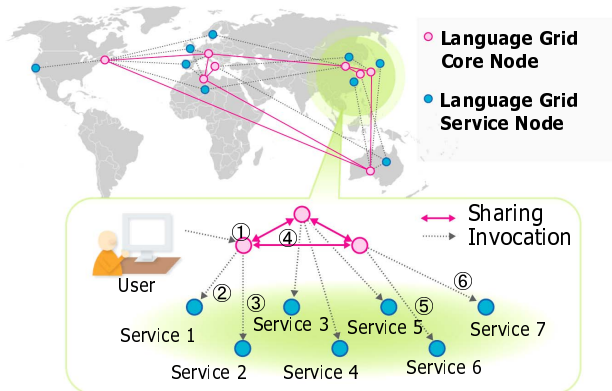 Language Grid
Core Node
Language Grid
Service Node
Sharing
Invocation
①
④
User
②
③
⑤
⑥
Service 1
Service 2
Service 3
Service 4
Service 5
Service 6
Service 7